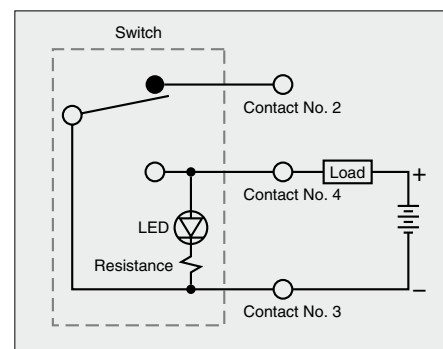 Switch
Contact No. 2
Load
+
Contact No. 4
LED
Resistance
−
Contact No. 3